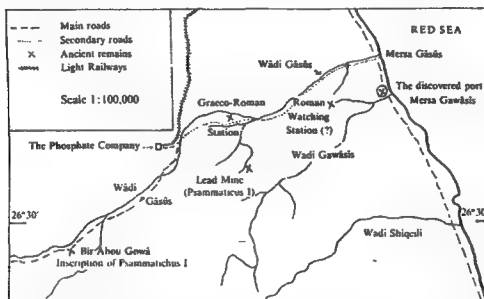 Main roads
Secondary roads
Ancient remains
Light Railways
Scale 1:100,000
RED SEA
Mersa Gâsûs
Wâdi Gâsûs
The discovered port
Mersa Gawâsis
Graeco-Roman
Station
Roman
Watching
Station (?)
Wadi Gawâsis
The Phosphate Company
Lead Mine
(Psammaticus I)
Wâdi
Gâsûs
26°30'
26°30'
Wadi Shiqeili
Bir Abou Gowâ
Inscription of Psammatichus I